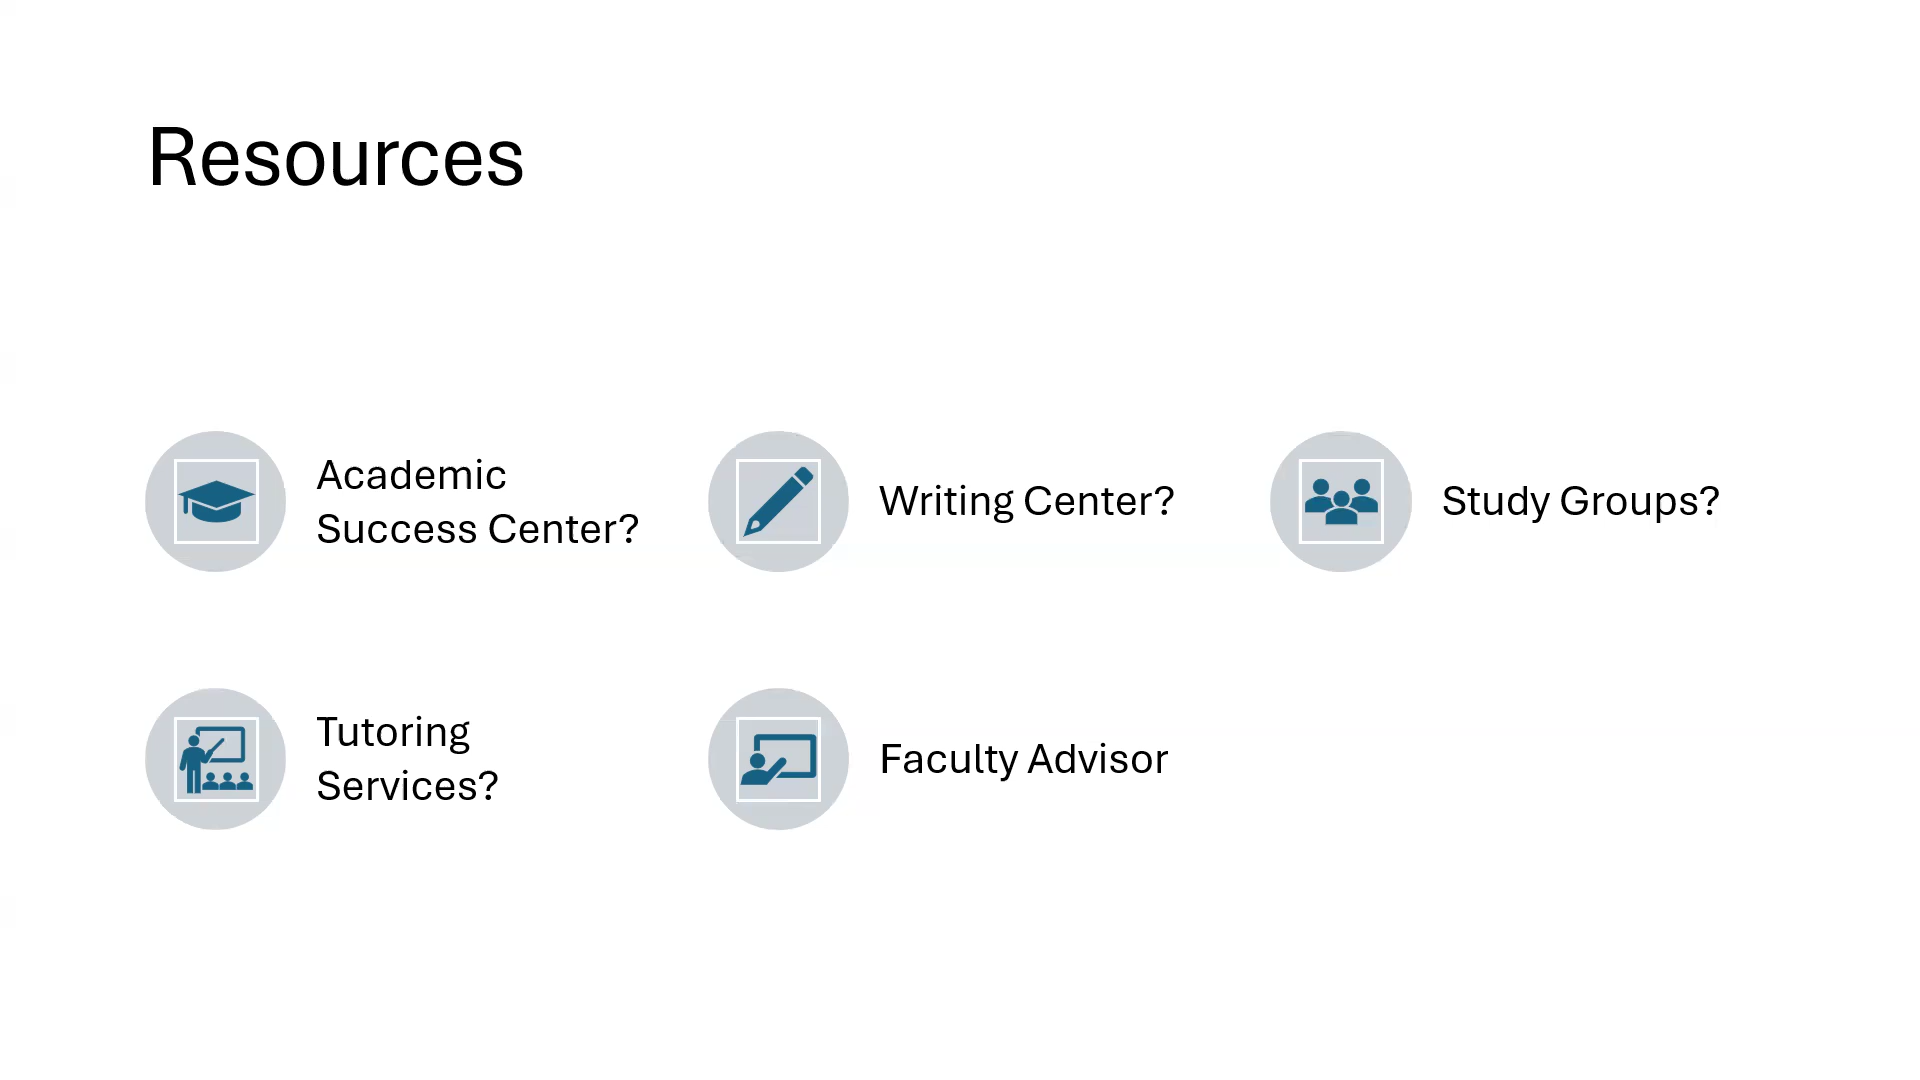 Resources
Academic
Success Center?
Writing Center?
Study Groups?
Tutoring
Services?
Faculty Advisor